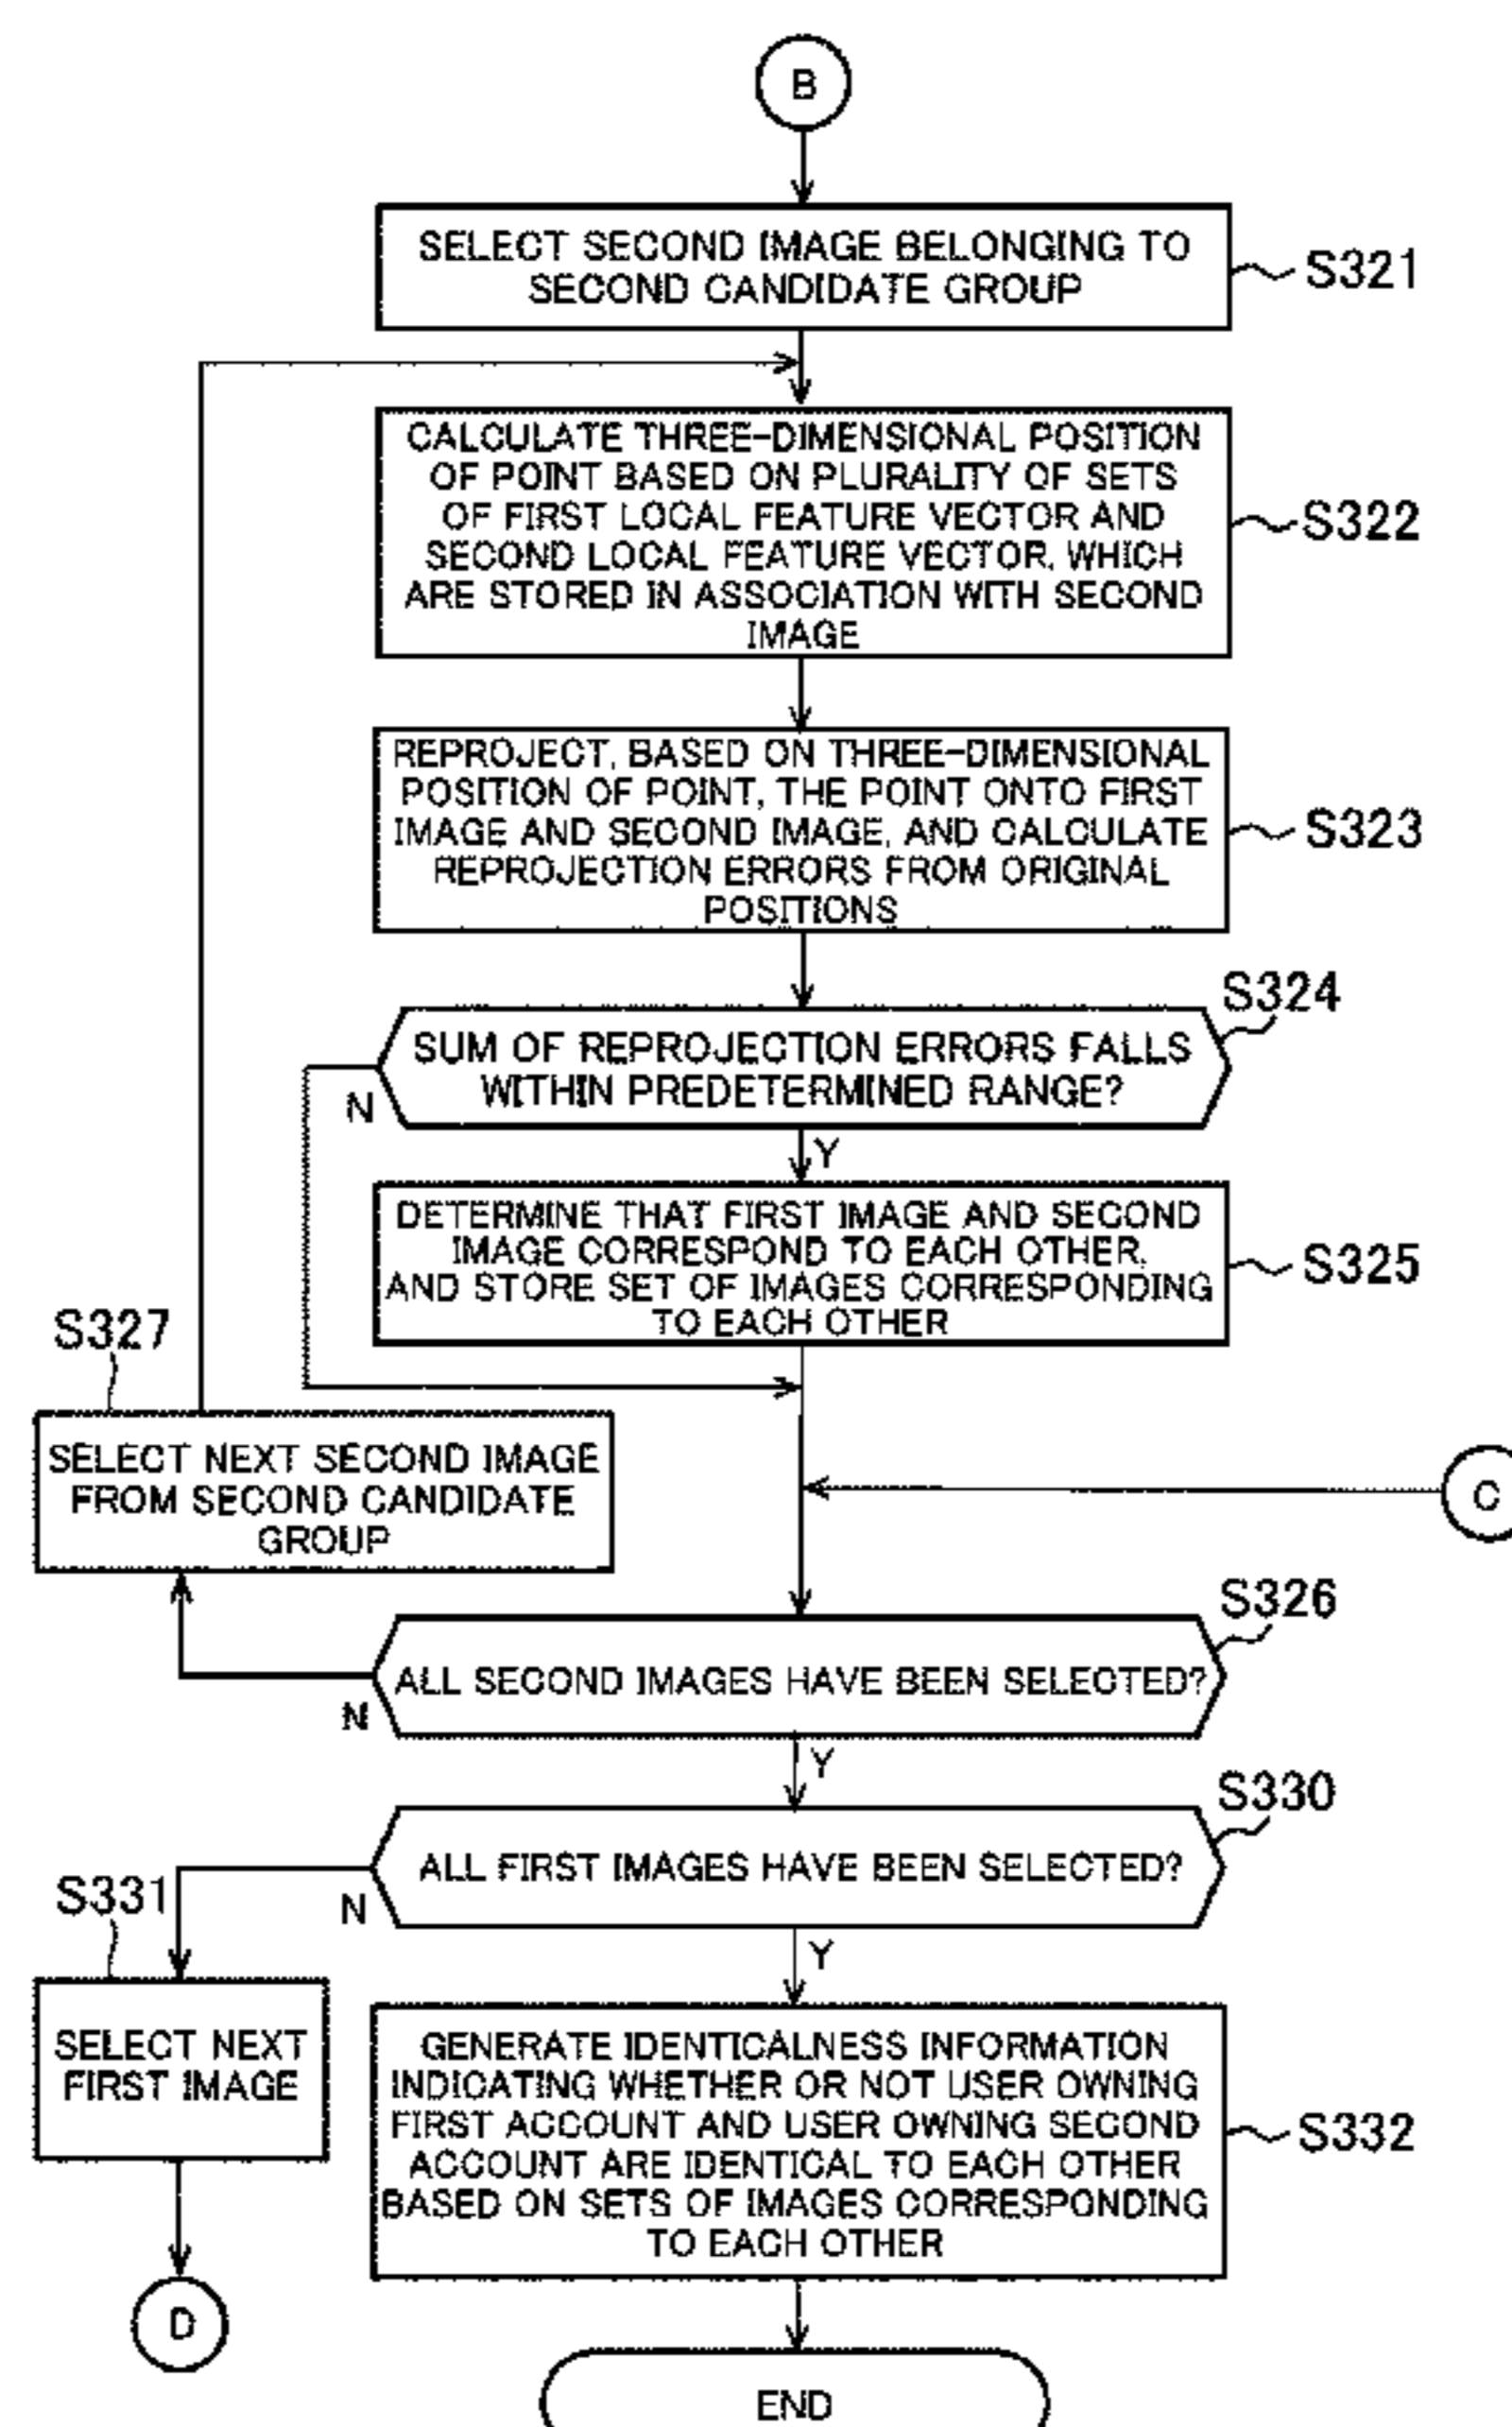 B
SELECT SECOND IMAGE BELONGING TO
SECOND CANDIDATE GROUP
S321
CALCULATE THREE-DIMENSIONAL POSITION
OF POINT BASED ON PLURALITY OF SETS
OF FIRST LOCAL FEATURE VECTOR AND
SECOND LOCAL FEATURE VECTOR, WHICH
ARE STORED IN ASSOCIATION WITH SECOND
IMAGE
S322
REPROJECT, BASED ON THREE-DIMENSIONAL
POSITION OF POINT, THE POINT ONTO FIRST
IMAGE AND SECOND IMAGE, AND CALCULATE
REPROJECTION ERRORS FROM ORIGINAL
POSITIONS
S323
S324
SUM OF REPROJECTION ERRORS FALLS
WITHIN PREDETERMINED RANGE?
N
Y
DETERMINE THAT FIRST IMAGE AND SECOND
IMAGE CORRESPOND TO EACH OTHER,
AND STORE SET OF IMAGES CORRESPONDING
TO EACH OTHER
S325
S327
SELECT NEXT SECOND IMAGE
FROM SECOND CANDIDATE
GROUP
C
S326
ALL SECOND IMAGES HAVE BEEN SELECTED?
N
Y
S330
ALL FIRST IMAGES HAVE BEEN SELECTED?
N
Y
S331
SELECT NEXT
FIRST IMAGE
GENERATE IDENTICALNESS INFORMATION
INDICATING WHETHER OR NOT USER OWNING
FIRST ACCOUNT AND USER OWNING SECOND
ACCOUNT ARE IDENTICAL TO EACH OTHER
BASED ON SETS OF IMAGES CORRESPONDING
TO EACH OTHER
S332
D
END